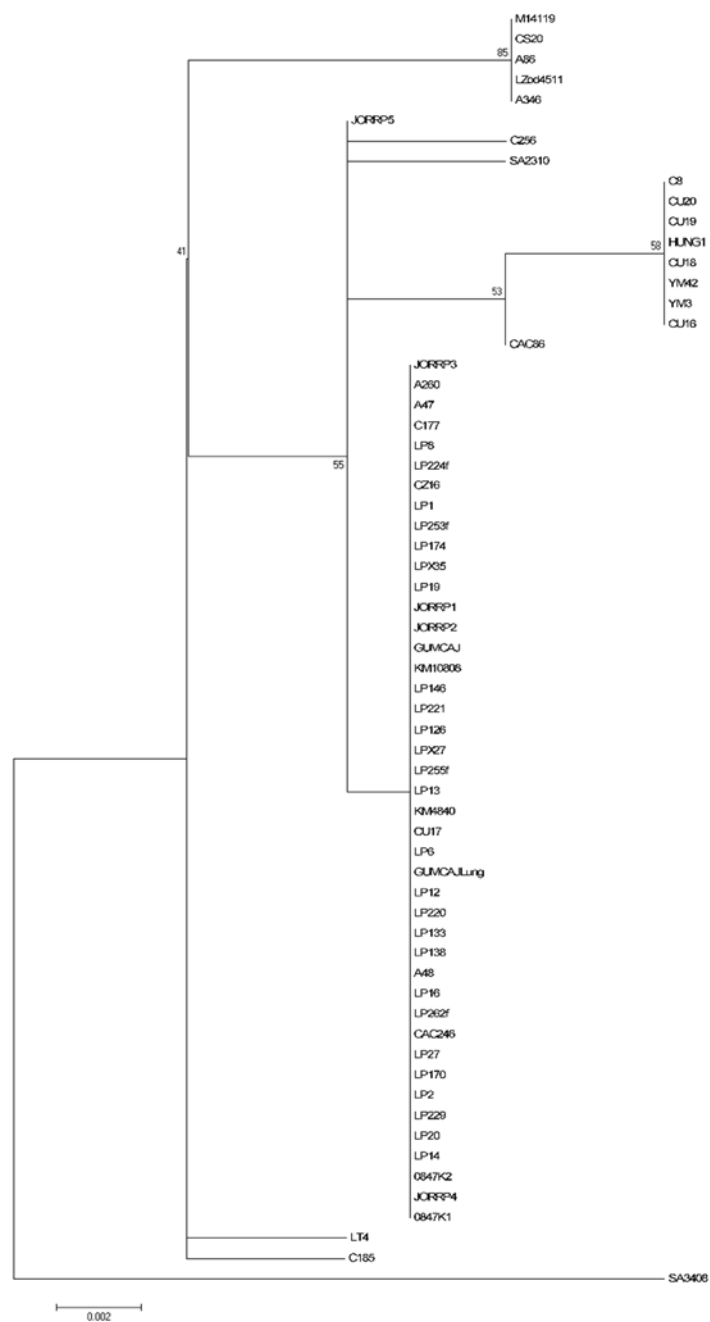 M14119
CS20
85
A86
LZod4511
A346
JORRP5
C256
SA2310
C8
CU20
CU19
HUNG1
41
58
CU18
YM42
53
YM3
CU16
CAC86
JORRP3
A260
A47
C177
LP8
55
LP224f
CZ16
LP1
LP253f
LP174
LPX35
LP19
JORRP1
JORRP2
GUMCAJ
KM10808
LP146
LP221
LP126
LPX27
LP255f
LP13
KM4840
CU17
LP6
GUMCAJLung
LP12
LP220
LP133
LP138
A48
LP16
LP262f
CAC246
LP27
LP170
LP2
LP229
LP20
LP14
0847K2
JORRP4
0847K1
LT4
C185
SA3408
0.002